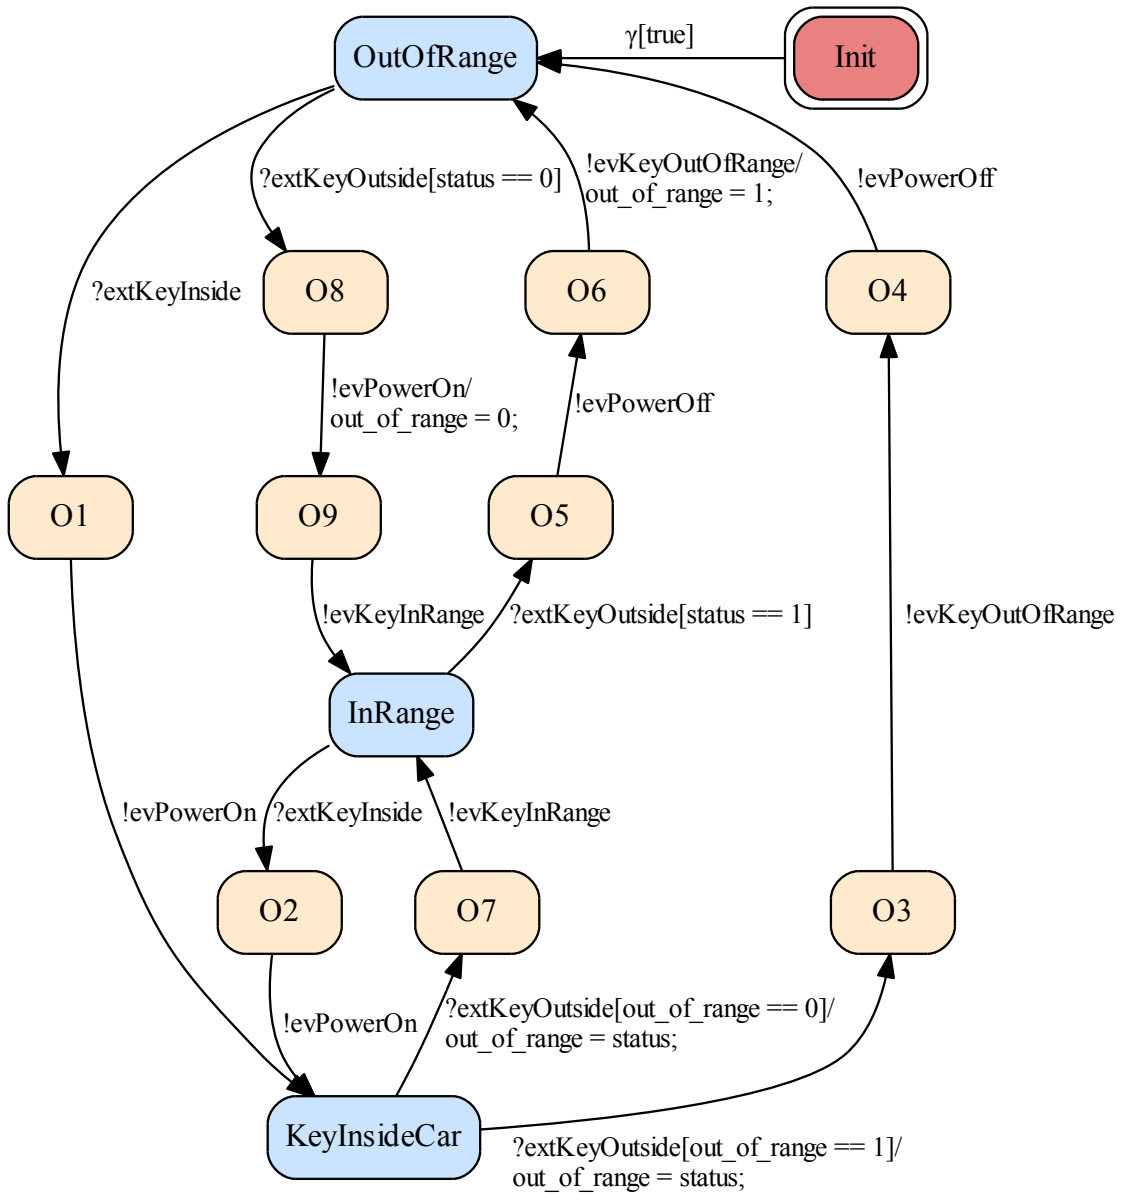 γ[true]
OutOfRange
Init
!evKeyOutOfRange/
out_of_range = 1;
?extKeyOutside[status == 0]
!evPowerOff
?extKeyInside
O8
O6
O4
!evPowerOn/
out_of_range = 0;
!evPowerOff
O1
O9
O5
!evKeyInRange
?extKeyOutside[status == 1]
!evKeyOutOfRange
InRange
!evPowerOn
?extKeyInside
!evKeyInRange
O2
O7
O3
?extKeyOutside[out_of_range == 0]/
out_of_range = status;
!evPowerOn
KeyInsideCar
?extKeyOutside[out_of_range == 1]/
out_of_range = status;